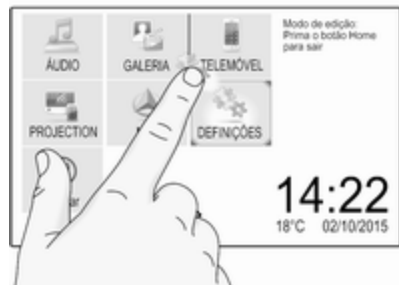 ÁUDIO
GALERIA
TELEMÓVEL
Modo de edição:
Prima o botão Home
para sair
PROJECTION
DEFINIÇÕES
14:22
18°C 02/10/2015